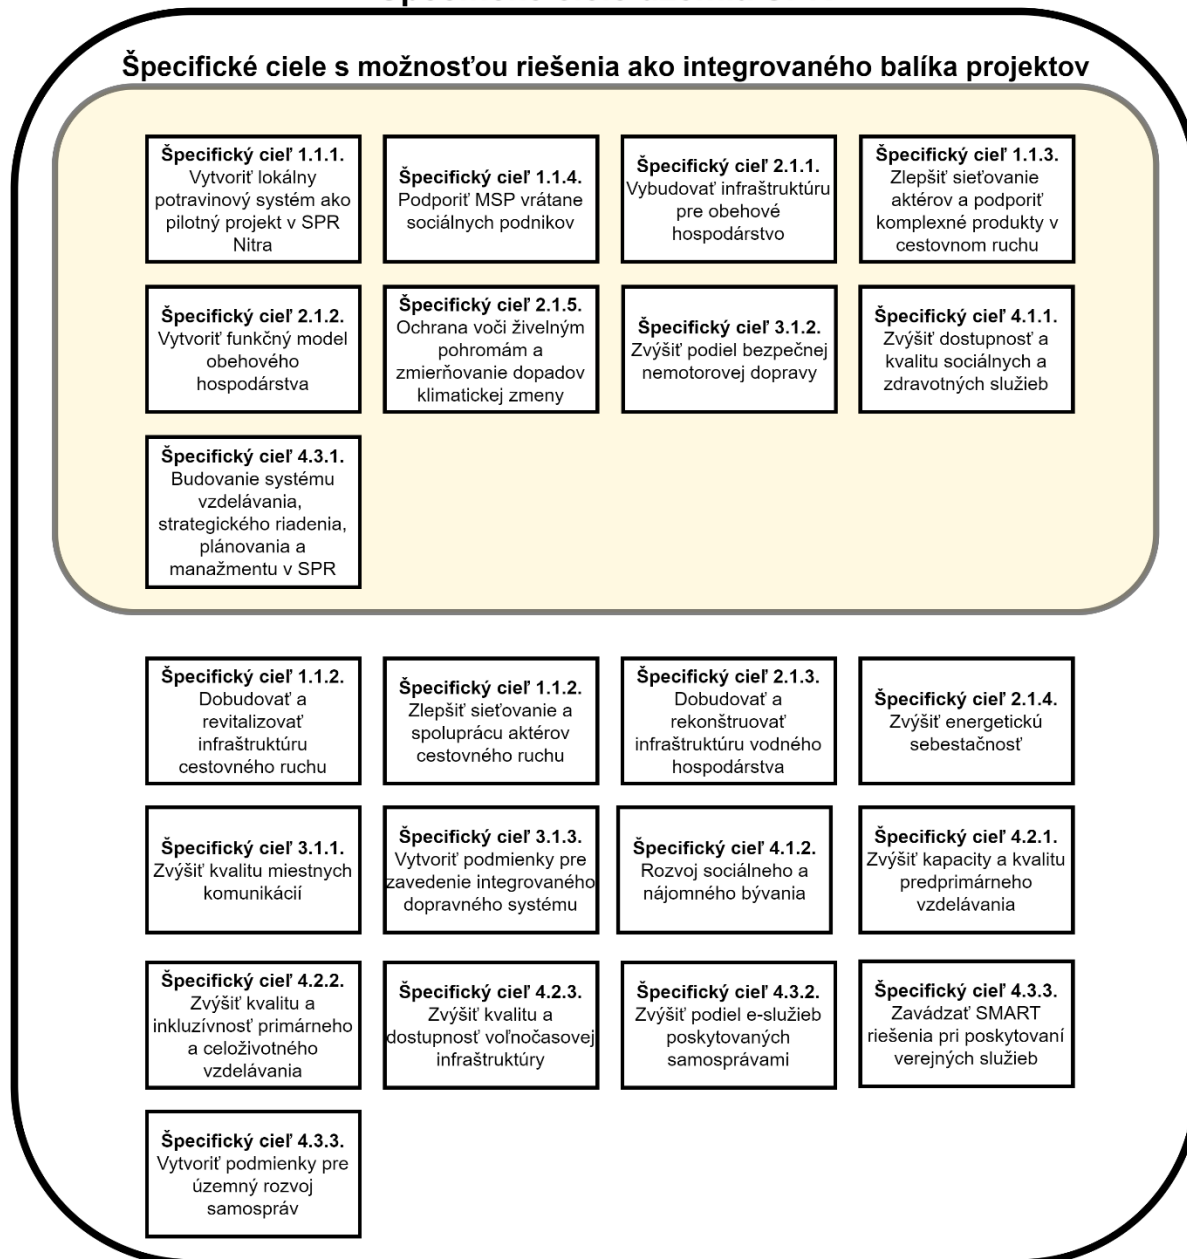 Špecifické ciele s možnosťou riešenia ako integrovaného balíka projektov
Špecifický cieľ 1.1.1.
Vytvoriť lokálny
potravinový systém ako
pilotný projekt v SPR
Nitra
Špecifický cieľ 1.1.4.
Podporiť MSP vrátane
sociálnych podnikov
Špecifický cieľ 2.1.1.
Vybudovať infraštruktúru
pre obehové
hospodárstvo
Špecifický cieľ 1.1.3.
Zlepšiť sieťovanie
aktérov a podporiť
komplexné produkty v
cestovnom ruchu
Špecifický cieľ 2.1.2.
Vytvoriť funkčný model
obehového
hospodárstva
Špecifický cieľ 2.1.5.
Ochrana voči živelným
pohromám a
zmierňovanie dopadov
klimatickej zmeny
Špecifický cieľ 3.1.2.
Zvýšiť podiel bezpečnej
nemotorovej dopravy
Špecifický cieľ 4.1.1.
Zvýšiť dostupnosť a
kvalitu sociálnych a
zdravotných služieb
Špecifický cieľ 4.3.1.
Budovanie systému
vzdelávania,
strategického riadenia,
plánovania a
manažmentu v SPR
Špecifický cieľ 1.1.2.
Dobudovať a
revitalizovať
infraštruktúru
cestovného ruchu
Špecifický cieľ 1.1.2.
Zlepšiť sieťovanie a
spoluprácu aktérov
cestovného ruchu
Špecifický cieľ 2.1.3.
Dobudovať a
rekonštruovať
infraštruktúru vodného
hospodárstva
Špecifický cieľ 2.1.4.
Zvýšiť energetickú
sebestačnosť
Špecifický cieľ 3.1.1.
Zvýšiť kvalitu miestnych
komunikácií
Špecifický cieľ 3.1.3.
Vytvoriť podmienky pre
zavedenie integrovaného
dopravného systému
Špecifický cieľ 4.1.2.
Rozvoj sociálneho a
nájomného bývania
Špecifický cieľ 4.2.1.
Zvýšiť kapacity a kvalitu
predprimárneho
vzdelávania
Špecifický cieľ 4.2.2.
Zvýšiť kvalitu a
inkluzívnosť primárneho
a celoživotného
vzdelávania
Špecifický cieľ 4.2.3.
Zvýšiť kvalitu a
dostupnosť voľnočasovej
infraštruktúry
Špecifický cieľ 4.3.2.
Zvýšiť podiel e-služieb
poskytovaných
samosprávami
Špecifický cieľ 4.3.3.
Zavádzať SMART
riešenia pri poskytovaní
verejných služieb
Špecifický cieľ 4.3.3.
Vytvoriť podmienky pre
územný rozvoj
samospráv